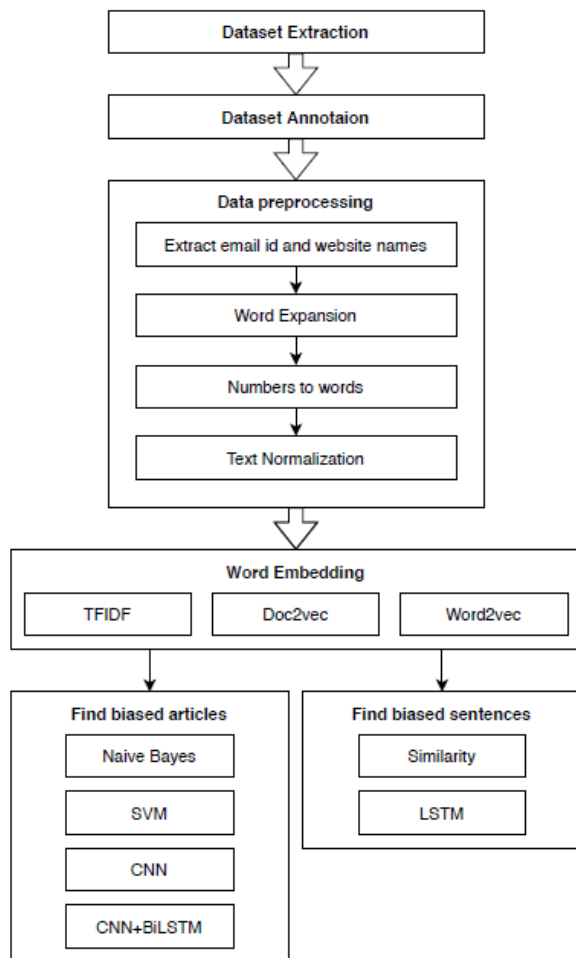 Dataset Extraction
Dataset Annotaion
Data preprocessing
Extract email id and website names
Word Expansion
Numbers to words
Text Normalization
Word Embedding
TFIDF
Doc2vec
Word2vec
Find biased articles
Naive Bayes
SVM
CNN
CNN+BiLSTM
Find biased sentences
Similarity
LSTM